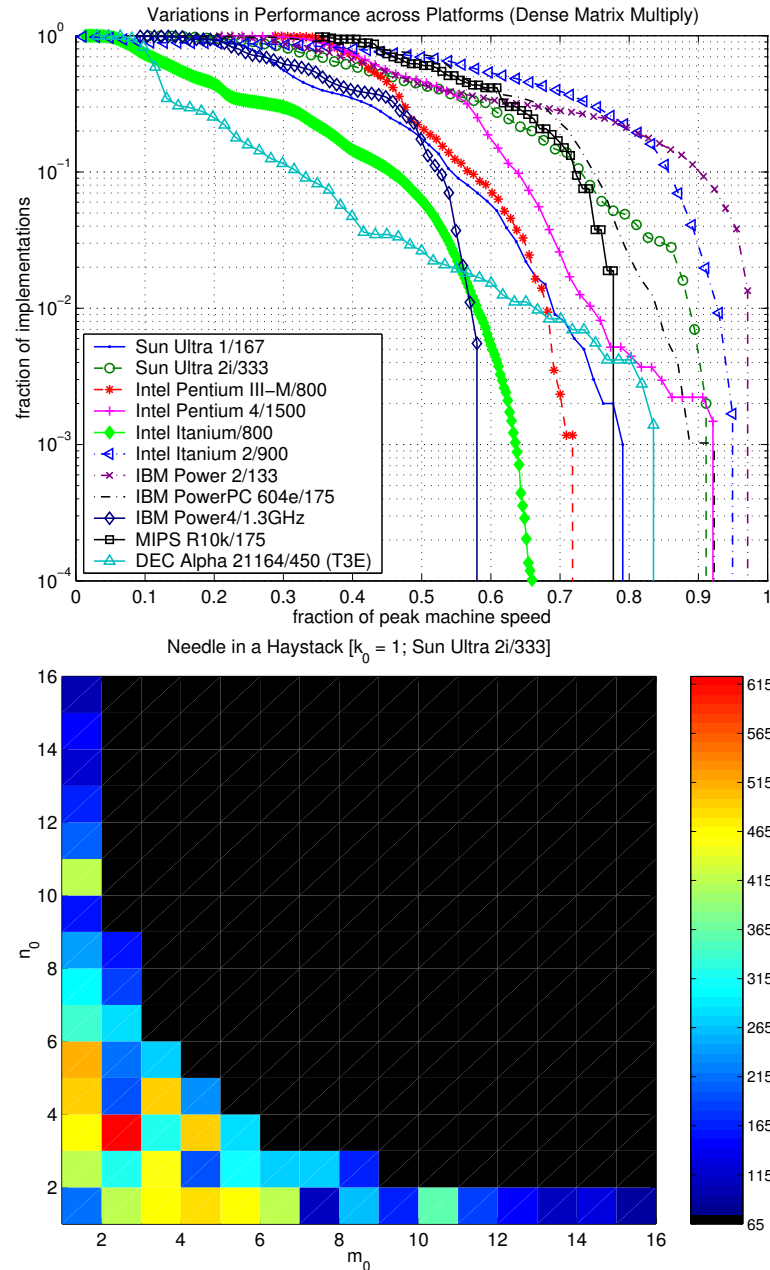 Variations in Performance across Platforms (Dense Matrix Multiply)
10^0
10^-1
10^-2
10^-3
10^-4
fraction of implementations
Sun Ultra 1/167
Sun Ultra 2i/333
Intel Pentium III-M/800
Intel Pentium 4/1500
Intel Itanium/800
Intel Itanium 2/900
IBM Power 2/133
IBM PowerPC 604e/175
IBM Power4/1.3GHz
MIPS R10k/175
DEC Alpha 21164/450 (T3E)
0 0.1 0.2 0.3 0.4 0.5 0.6 0.7 0.8 0.9 1
fraction of peak machine speed
Needle in a Haystack [k_0 = 1; Sun Ultra 2i/333]
16
14
12
10
8
6
4
2
n_0
2 4 6 8 10 12 14 16
m_0
615
565
515
465
415
365
315
265
215
165
115
65